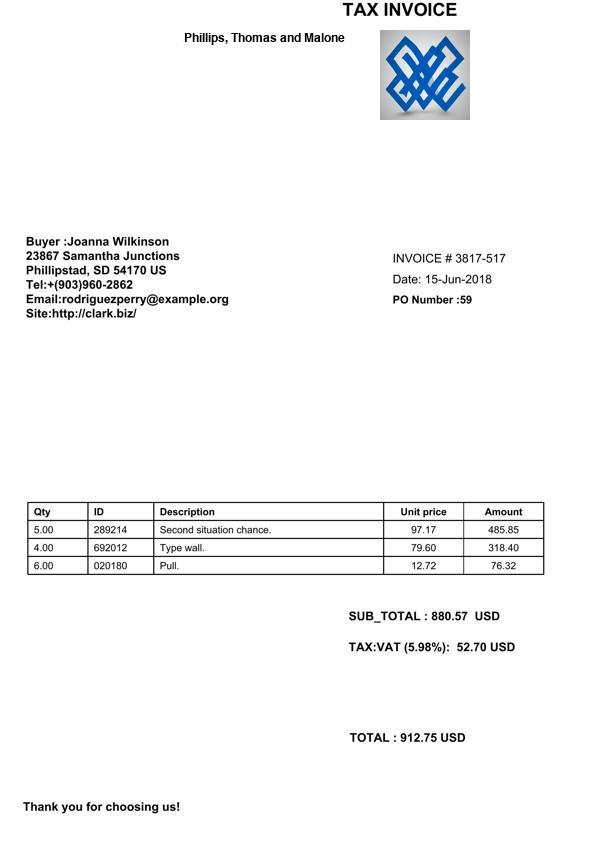 TAX INVOICE
Phillips, Thomas and Malone
Buyer :Joanna Wilkinson
23867 Samantha Junctions
Phillipstad, SD 54170 US
Tel:+(903)960-2862
Email:rodriguezperry@example.org
Site:http://clark.biz/
INVOICE # 3817-517
Date: 15-Jun-2018
PO Number :59
Qty ID Description Unit price Amount
5.00 289214 Second situation chance. 97.17 485.85
4.00 692012 Type wall. 79.60 318.40
6.00 020180 Pull. 12.72 76.32
SUB_TOTAL : 880.57 USD
TAX:VAT (5.98%): 52.70 USD
TOTAL : 912.75 USD
Thank you for choosing us!